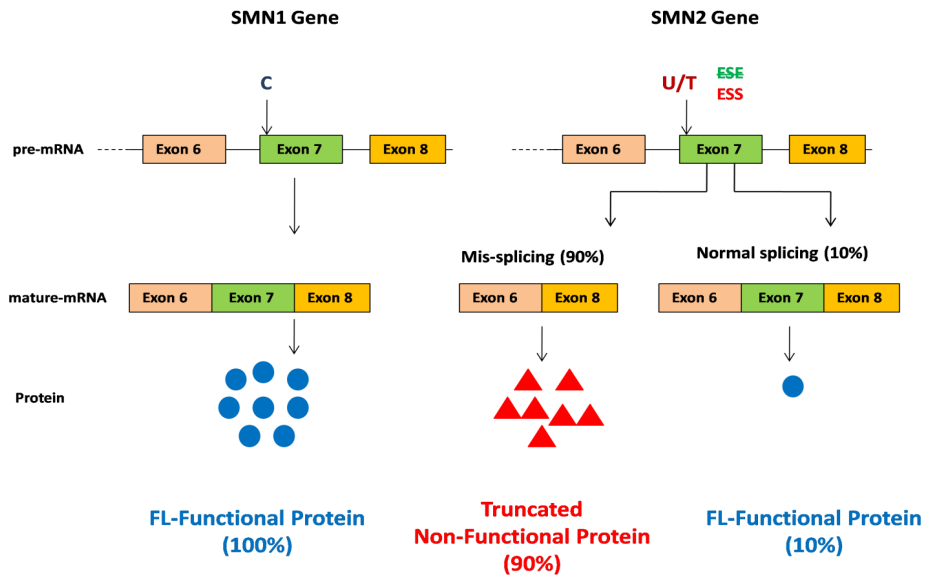 SMN1 Gene
SMN2 Gene
C
U/T
ESE
ESS
pre-mRNA
Exon 6
Exon 7
Exon 8
Exon 6
Exon 7
Exon 8
Mis-splicing (90%)
Normal splicing (10%)
mature-mRNA
Exon 6
Exon 7
Exon 8
Exon 6
Exon 8
Exon 6
Exon 7
Exon 8
Protein
FL-Functional Protein
(100%)
Truncated
Non-Functional Protein
(90%)
FL-Functional Protein
(10%)